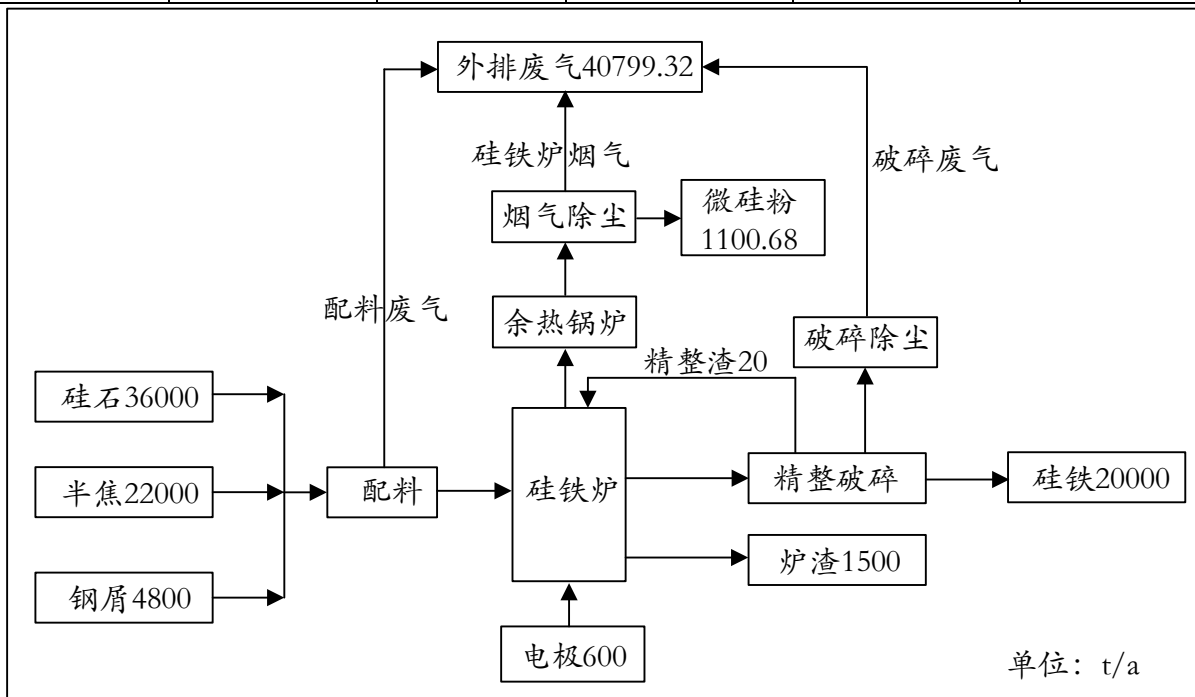 外排废气40799.32
硅铁炉烟气
破碎废气
烟气除尘
微硅粉
1100.68
配料废气
余热锅炉
破碎除尘
精整渣20
硅石36000
半焦22000
配料
硅铁炉
精整破碎
硅铁20000
炉渣1500
钢屑4800
电极600
单位：t/a